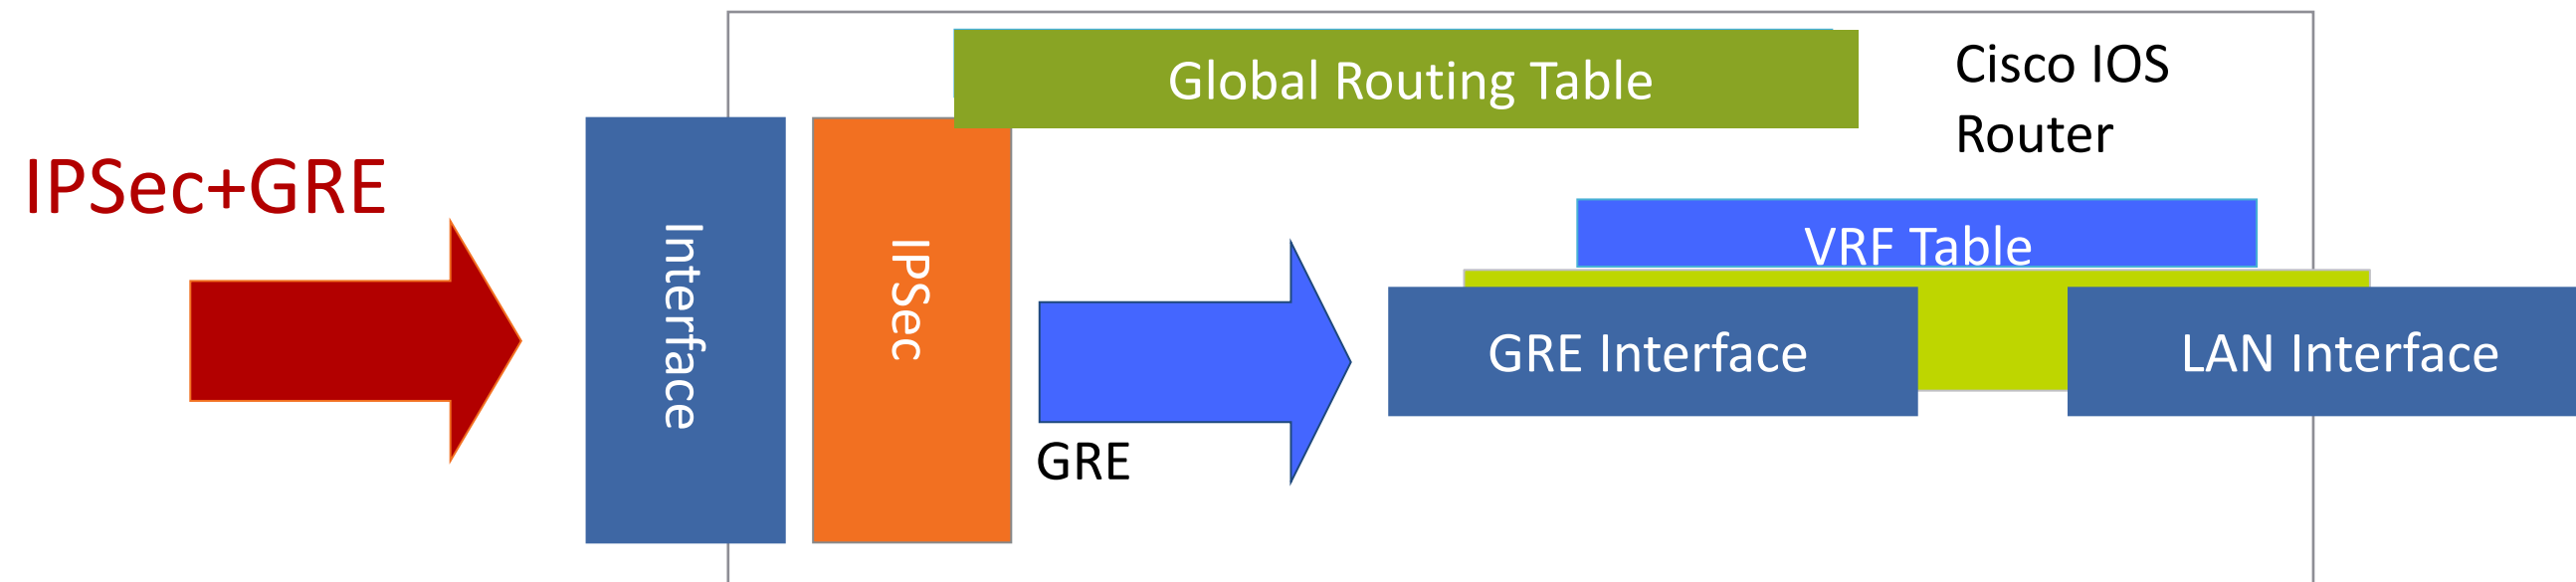 Global Routing Table
Cisco IOS
Router
IPSec+GRE
Interface
IPSec
VRF Table
GRE Interface
LAN Interface
GRE